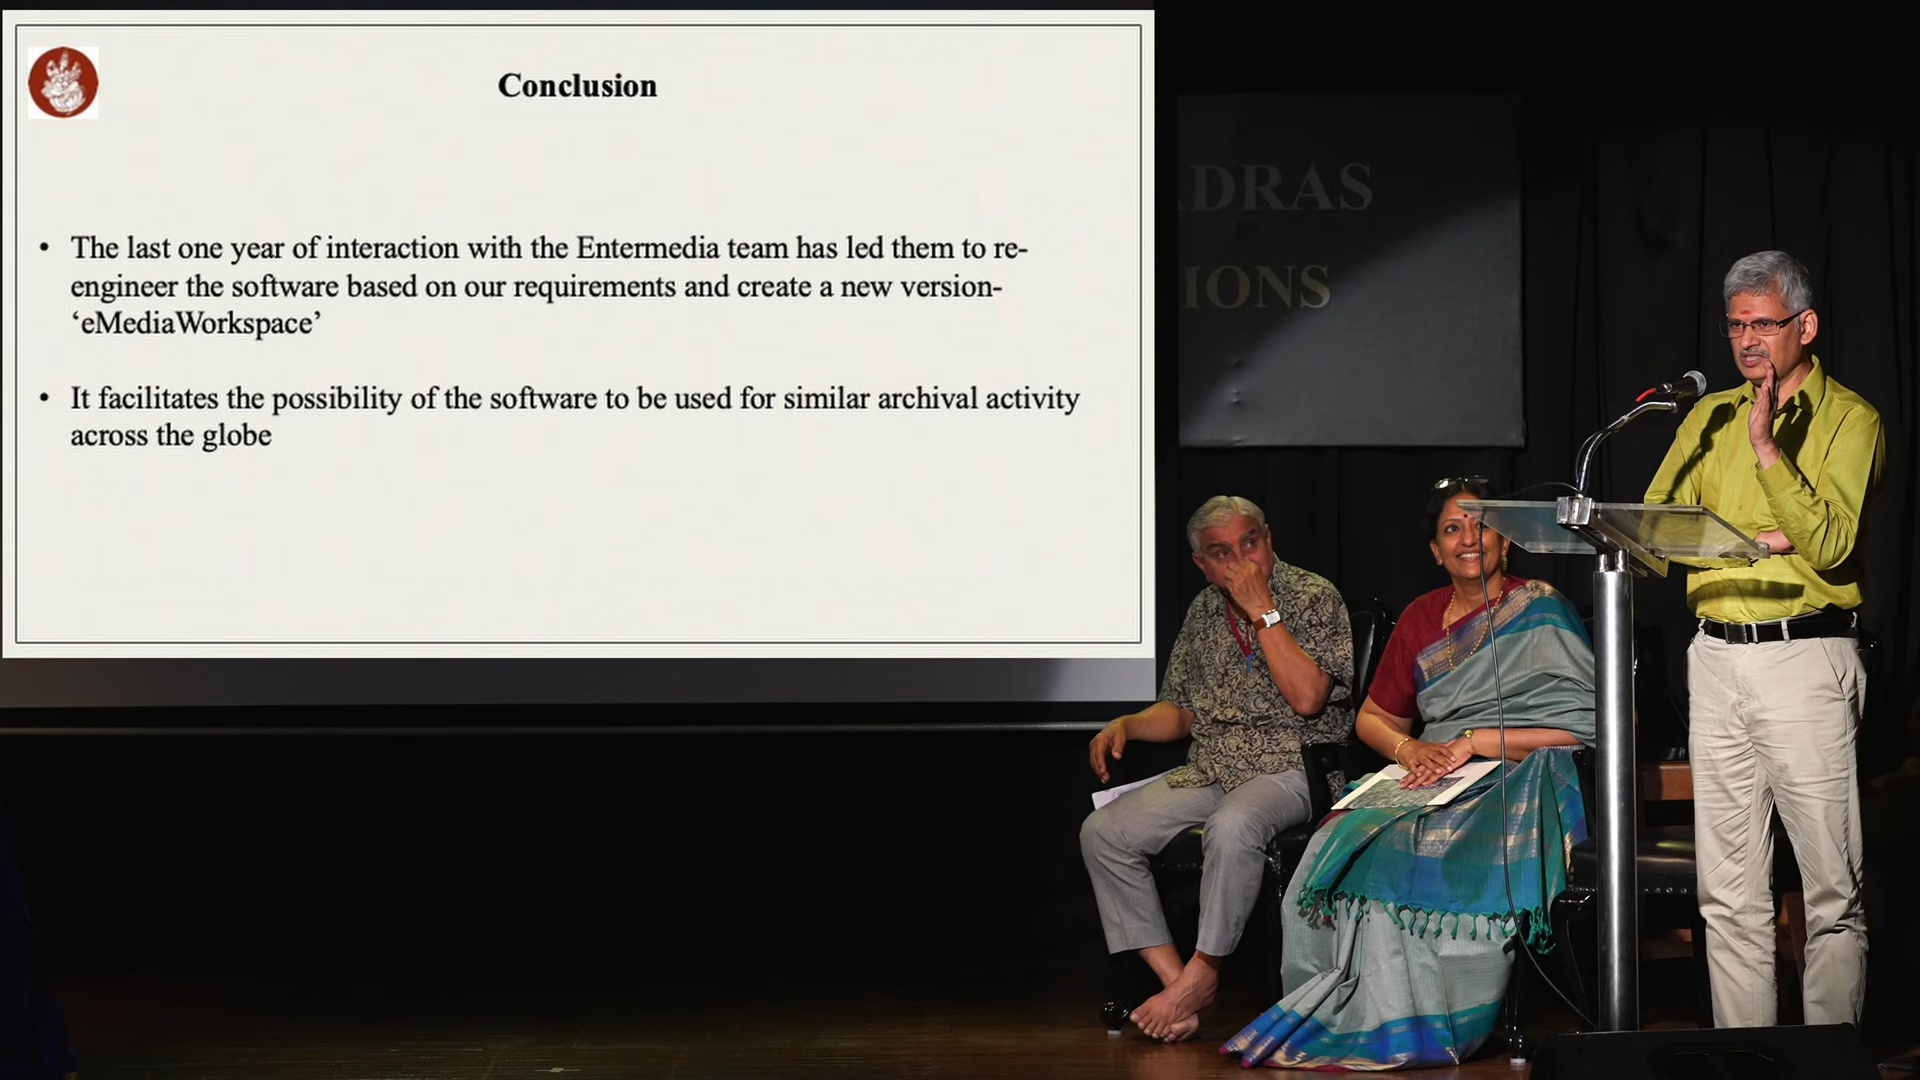 Conclusion
• The last one year of interaction with the Entermedia team has led them to re-
engineer the software based on our requirements and create a new version-
‘eMediaWorkspace’
• It facilitates the possibility of the software to be used for similar archival activity
across the globe
ADRAS
IONS